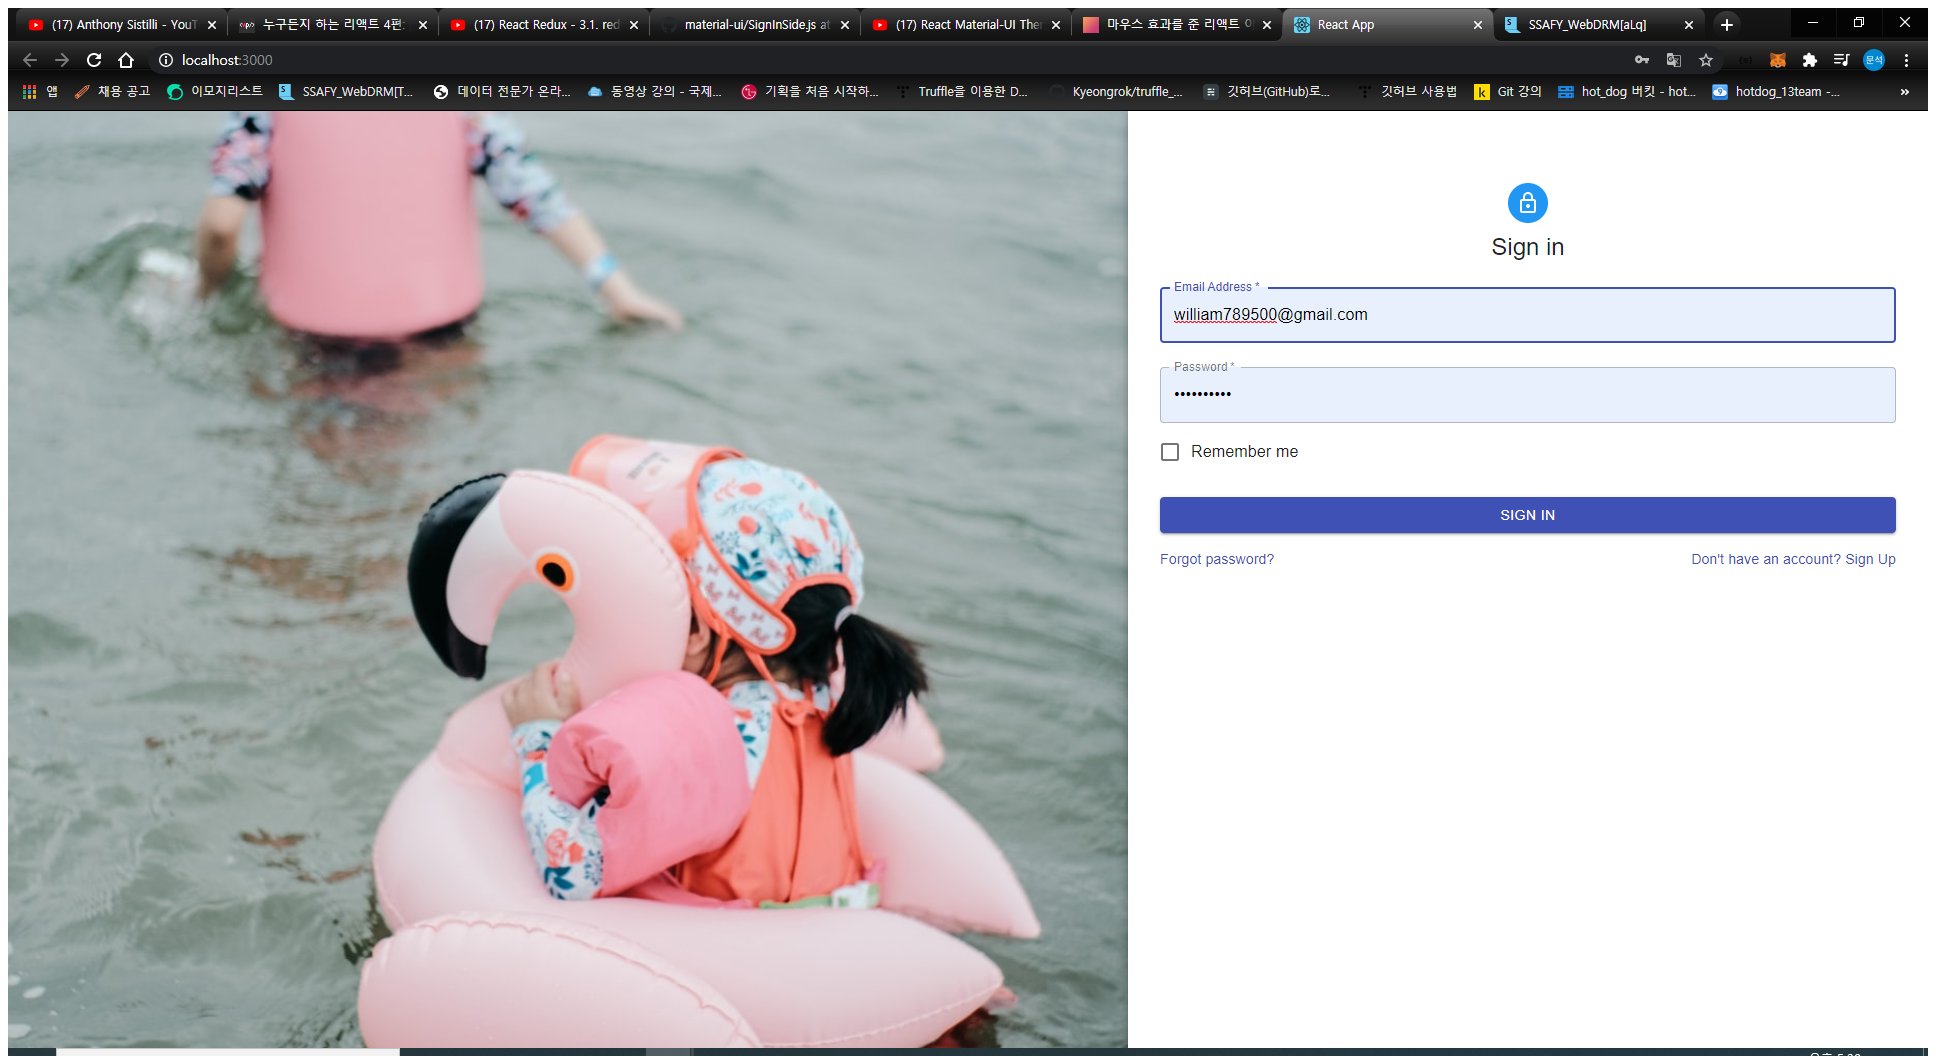 (17) Anthony Sistilli - YouT
누구든지 하는 리액트 4편:
(17) React Redux - 3.1. red
material-ui/SignInSide.js at
(17) React Material-UI The
마우스 효과를 준 리액트
React App
SSAFY_WebDRM[aLq]
localhost:3000
문석
앱
채용 공고
이모지리스트
SSAFY_WebDRM[T...
데이터 전문가 온라...
동영상 강의 - 국제...
기획을 처음 시작하...
Truffle을 이용한 D...
Kyeongrok/truffle_...
깃허브(GitHub)로...
깃허브 사용법
k
Git 강의
hot_dog 버킷 - hot...
hotdog_13team -...
»
Sign in
Email Address *
william789500@gmail.com
Password *
Remember me
SIGN IN
Forgot password?
Don't have an account? Sign Up